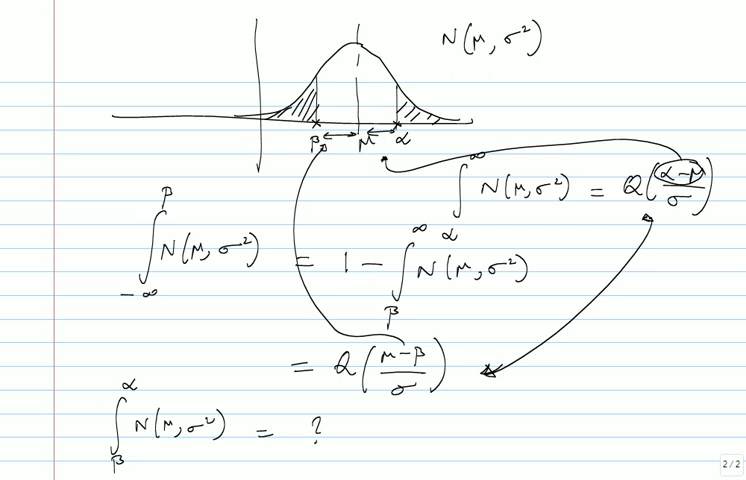 N(μ, σ²)
β μ α
∫_α^∞ N(μ, σ²) = Q((α-μ)/σ)
∫_{-∞}^β N(μ, σ²) = 1 - ∫_β^∞ N(μ, σ²)
= Q((μ-β)/σ)
∫_β^α N(μ, σ²) = ?
2/2